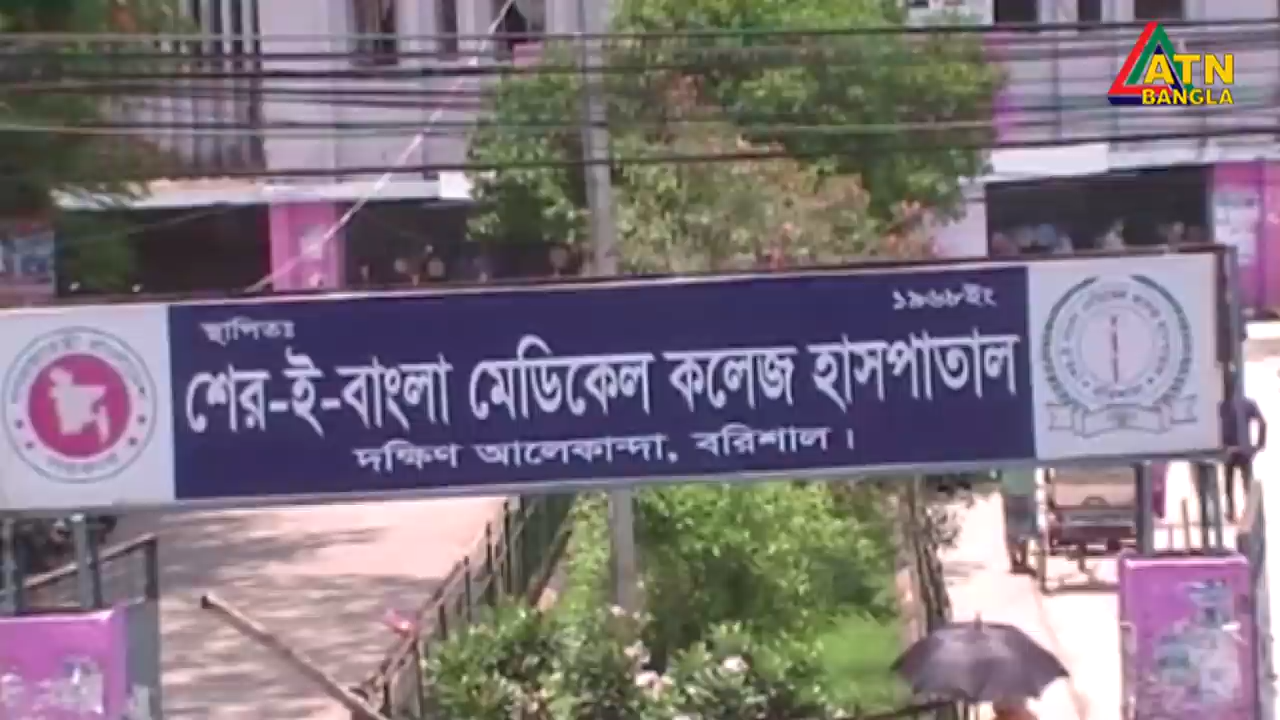 ATN
BANGLA
স্থাপিতঃ ১৯৬৮ইং
শের-ই-বাংলা মেডিকেল কলেজ হাসপাতাল
দক্ষিণ আলেকান্দা, বরিশাল।